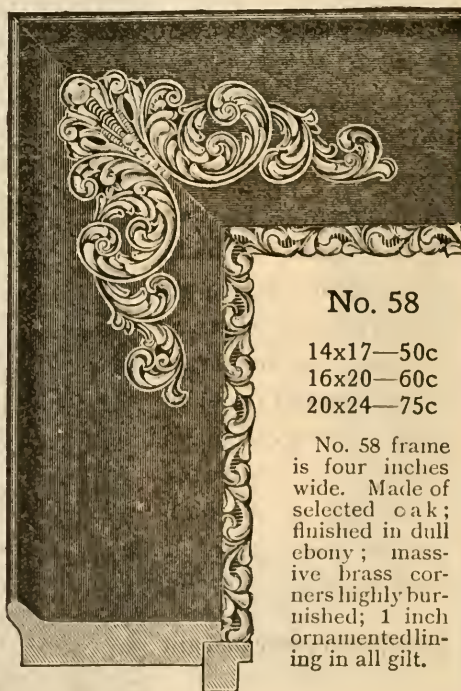 No. 58
14x17—50c
16x20—60c
20x24—75c
No. 58 frame
is four inches
wide. Made of
selected oak;
finished in dull
ebony; mass-
ive brass cor-
ners highly bur-
nished; 1 inch
ornamented lin-
ing in all gilt.